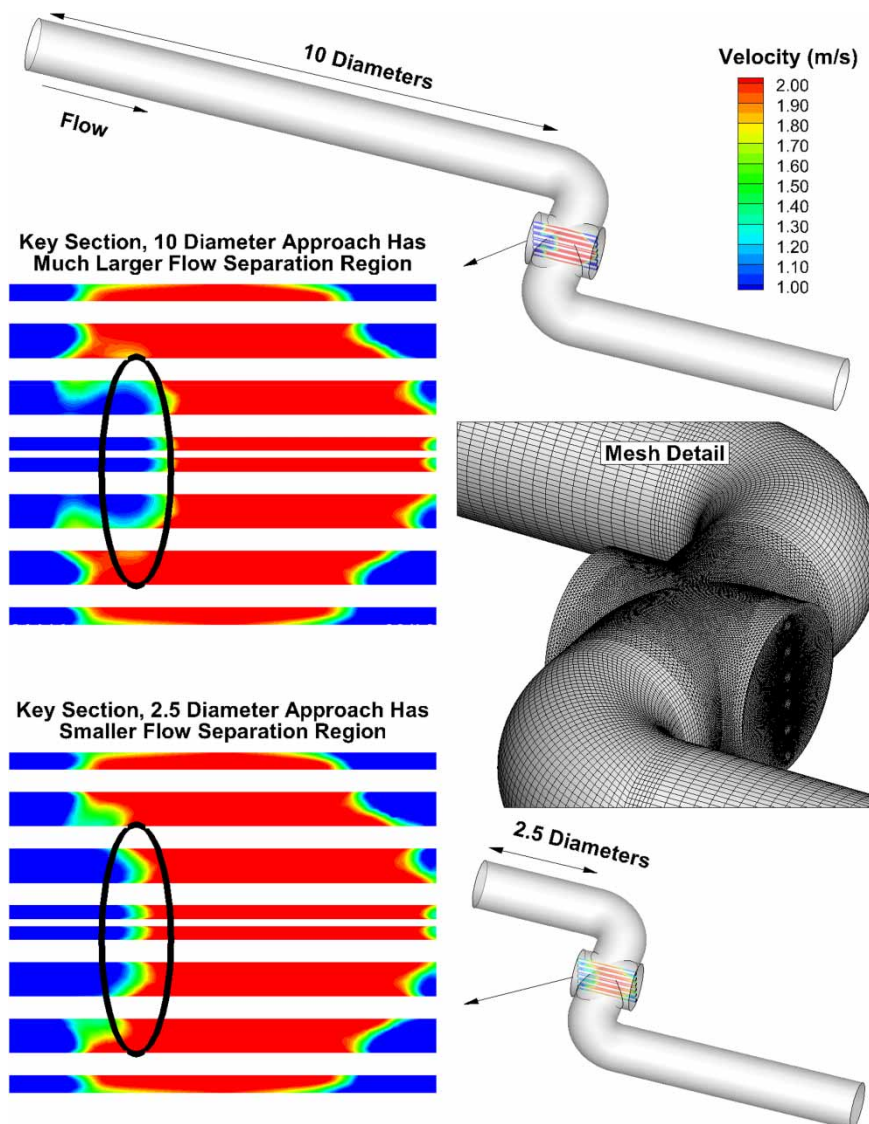 10 Diameters
Flow
Velocity (m/s)
2.00
1.90
1.80
1.70
1.60
1.50
1.40
1.30
1.20
1.10
1.00
Key Section, 10 Diameter Approach Has
Much Larger Flow Separation Region
Mesh Detail
Key Section, 2.5 Diameter Approach Has
Smaller Flow Separation Region
2.5 Diameters